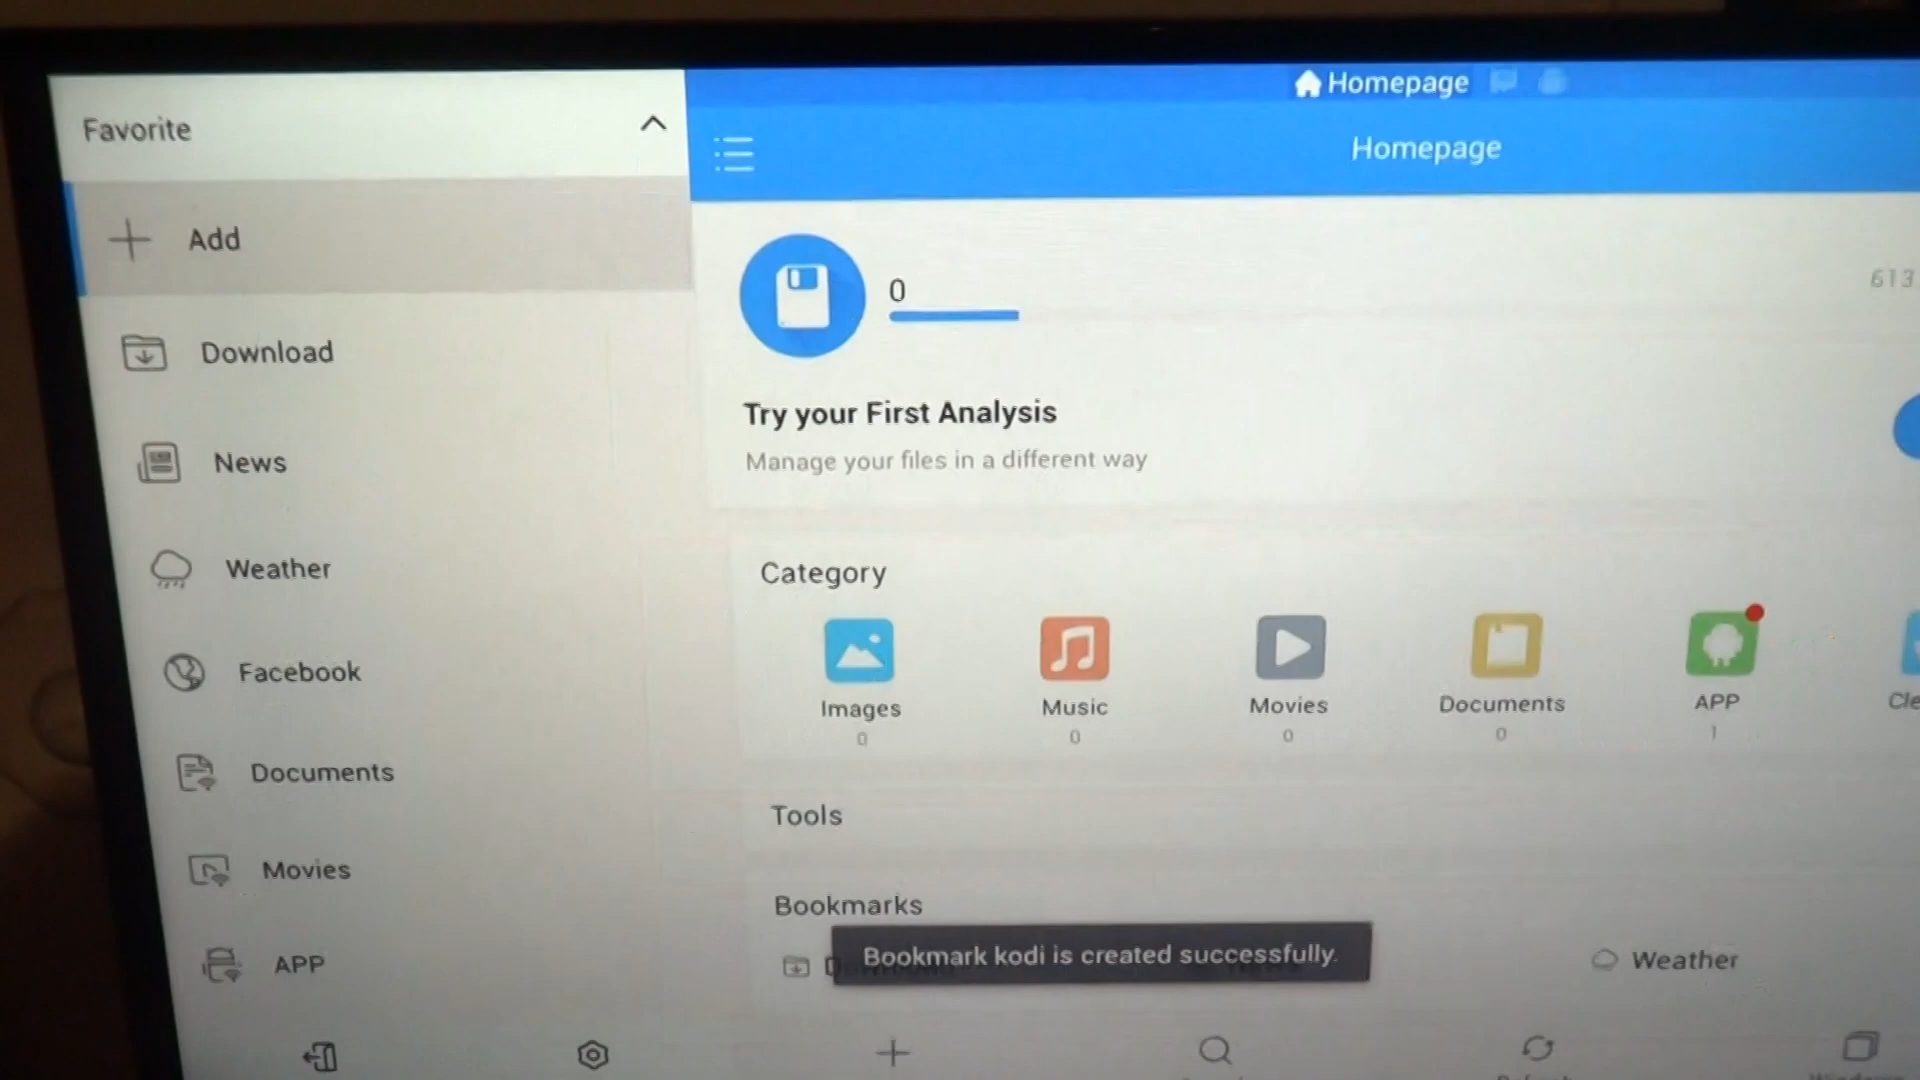 Favorite
Add
Download
News
Weather
Facebook
Documents
Movies
APP
Homepage
Homepage
0
613
Try your First Analysis
Manage your files in a different way
Category
Images
0
Music
0
Movies
0
Documents
0
APP
1
Cle
Tools
Bookmarks
Bookmark kodi is created successfully.
Weather